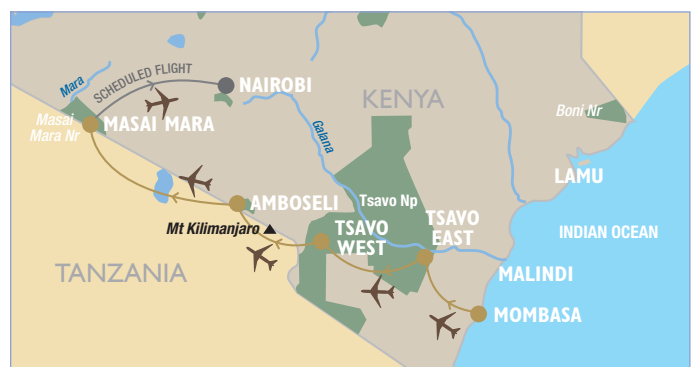 Mara
SCHEDULED FLIGHT
NAIROBI
KENYA
Boni Nr
Masai
Mara Nr
MASAI MARA
Galana
LAMU
AMBOSELI
Tsavo Np
Mt Kilimanjaro
TSAVO
WEST
TSAVO
EAST
INDIAN OCEAN
TANZANIA
MALINDI
MOMBASA